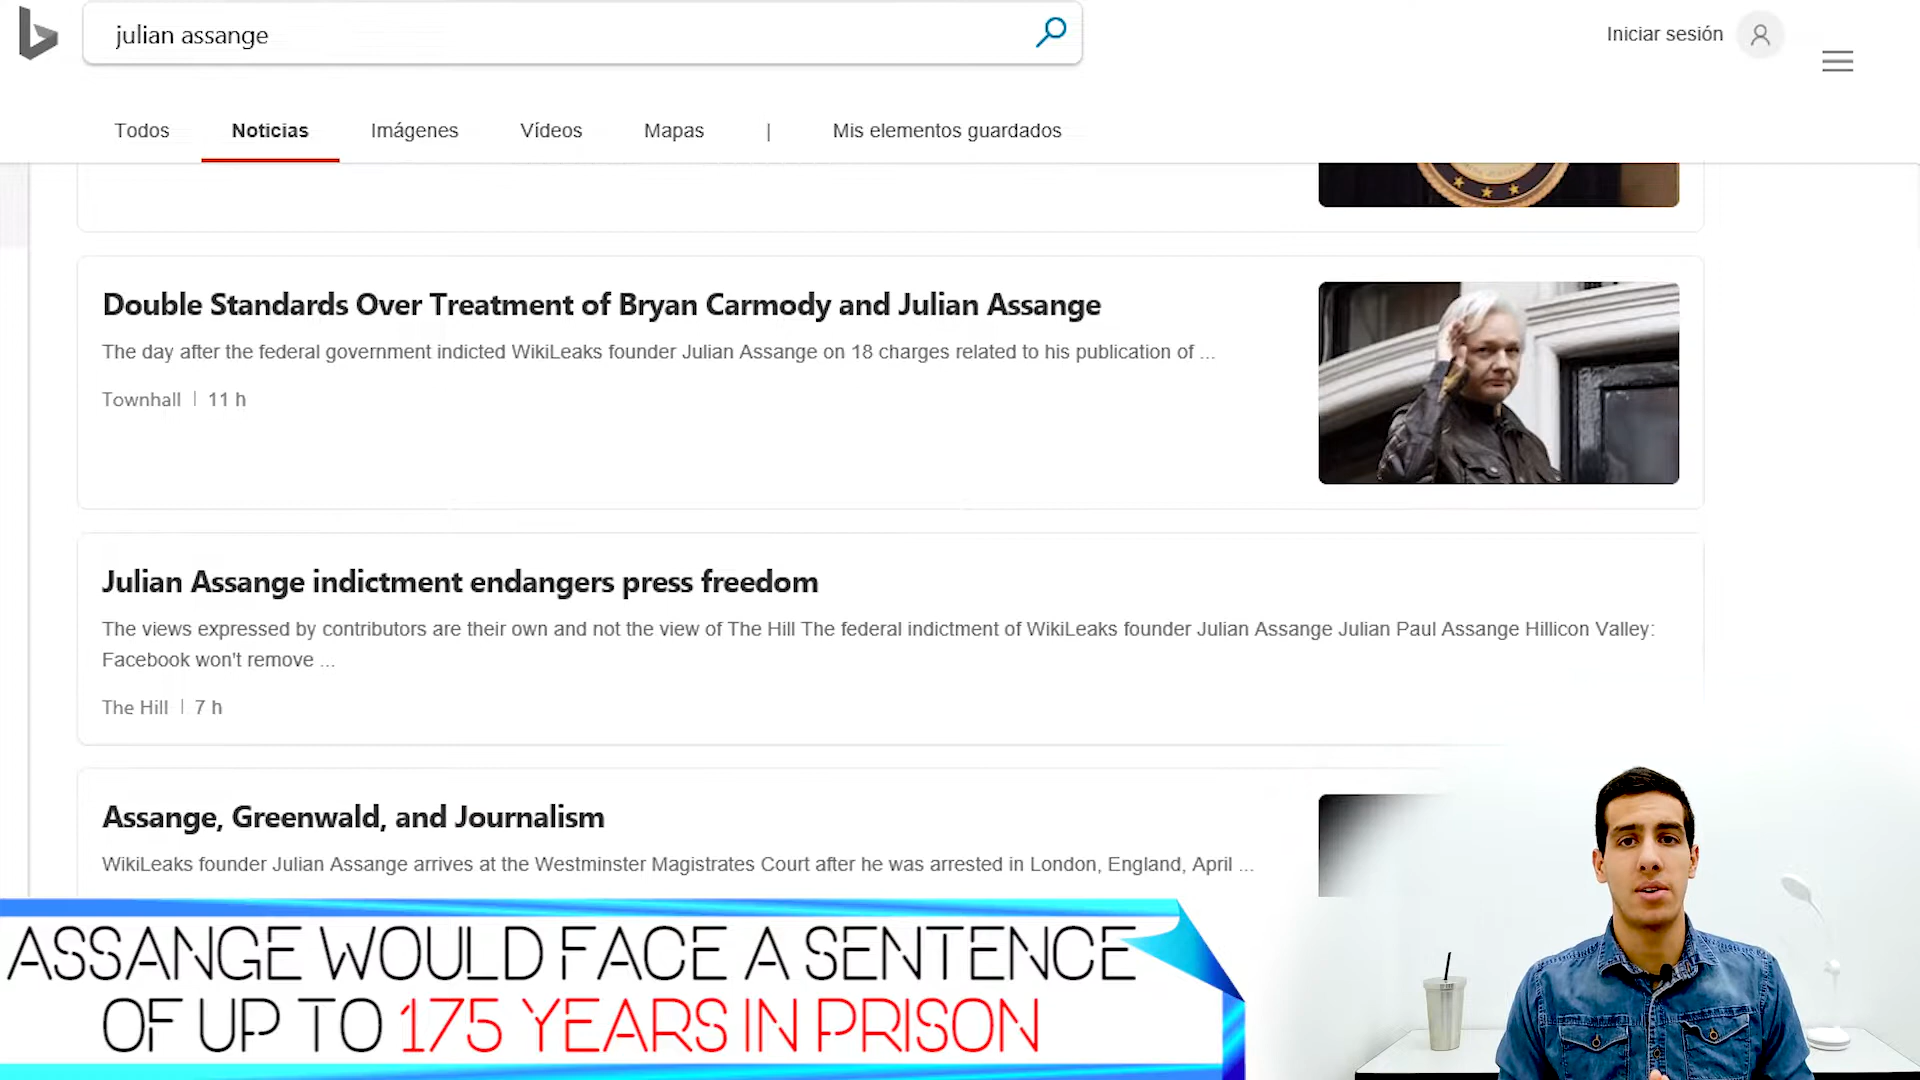 julian assange
Iniciar sesión
Todos Noticias Imágenes Vídeos Mapas | Mis elementos guardados
Double Standards Over Treatment of Bryan Carmody and Julian Assange
The day after the federal government indicted WikiLeaks founder Julian Assange on 18 charges related to his publication of ...
Townhall | 11 h
Julian Assange indictment endangers press freedom
The views expressed by contributors are their own and not the view of The Hill The federal indictment of WikiLeaks founder Julian Assange Julian Paul Assange Hillicon Valley:
Facebook won't remove ...
The Hill | 7 h
Assange, Greenwald, and Journalism
WikiLeaks founder Julian Assange arrives at the Westminster Magistrates Court after he was arrested in London, England, April ...
ASSANGE WOULD FACE A SENTENCE
OF UP TO 175 YEARS IN PRISON